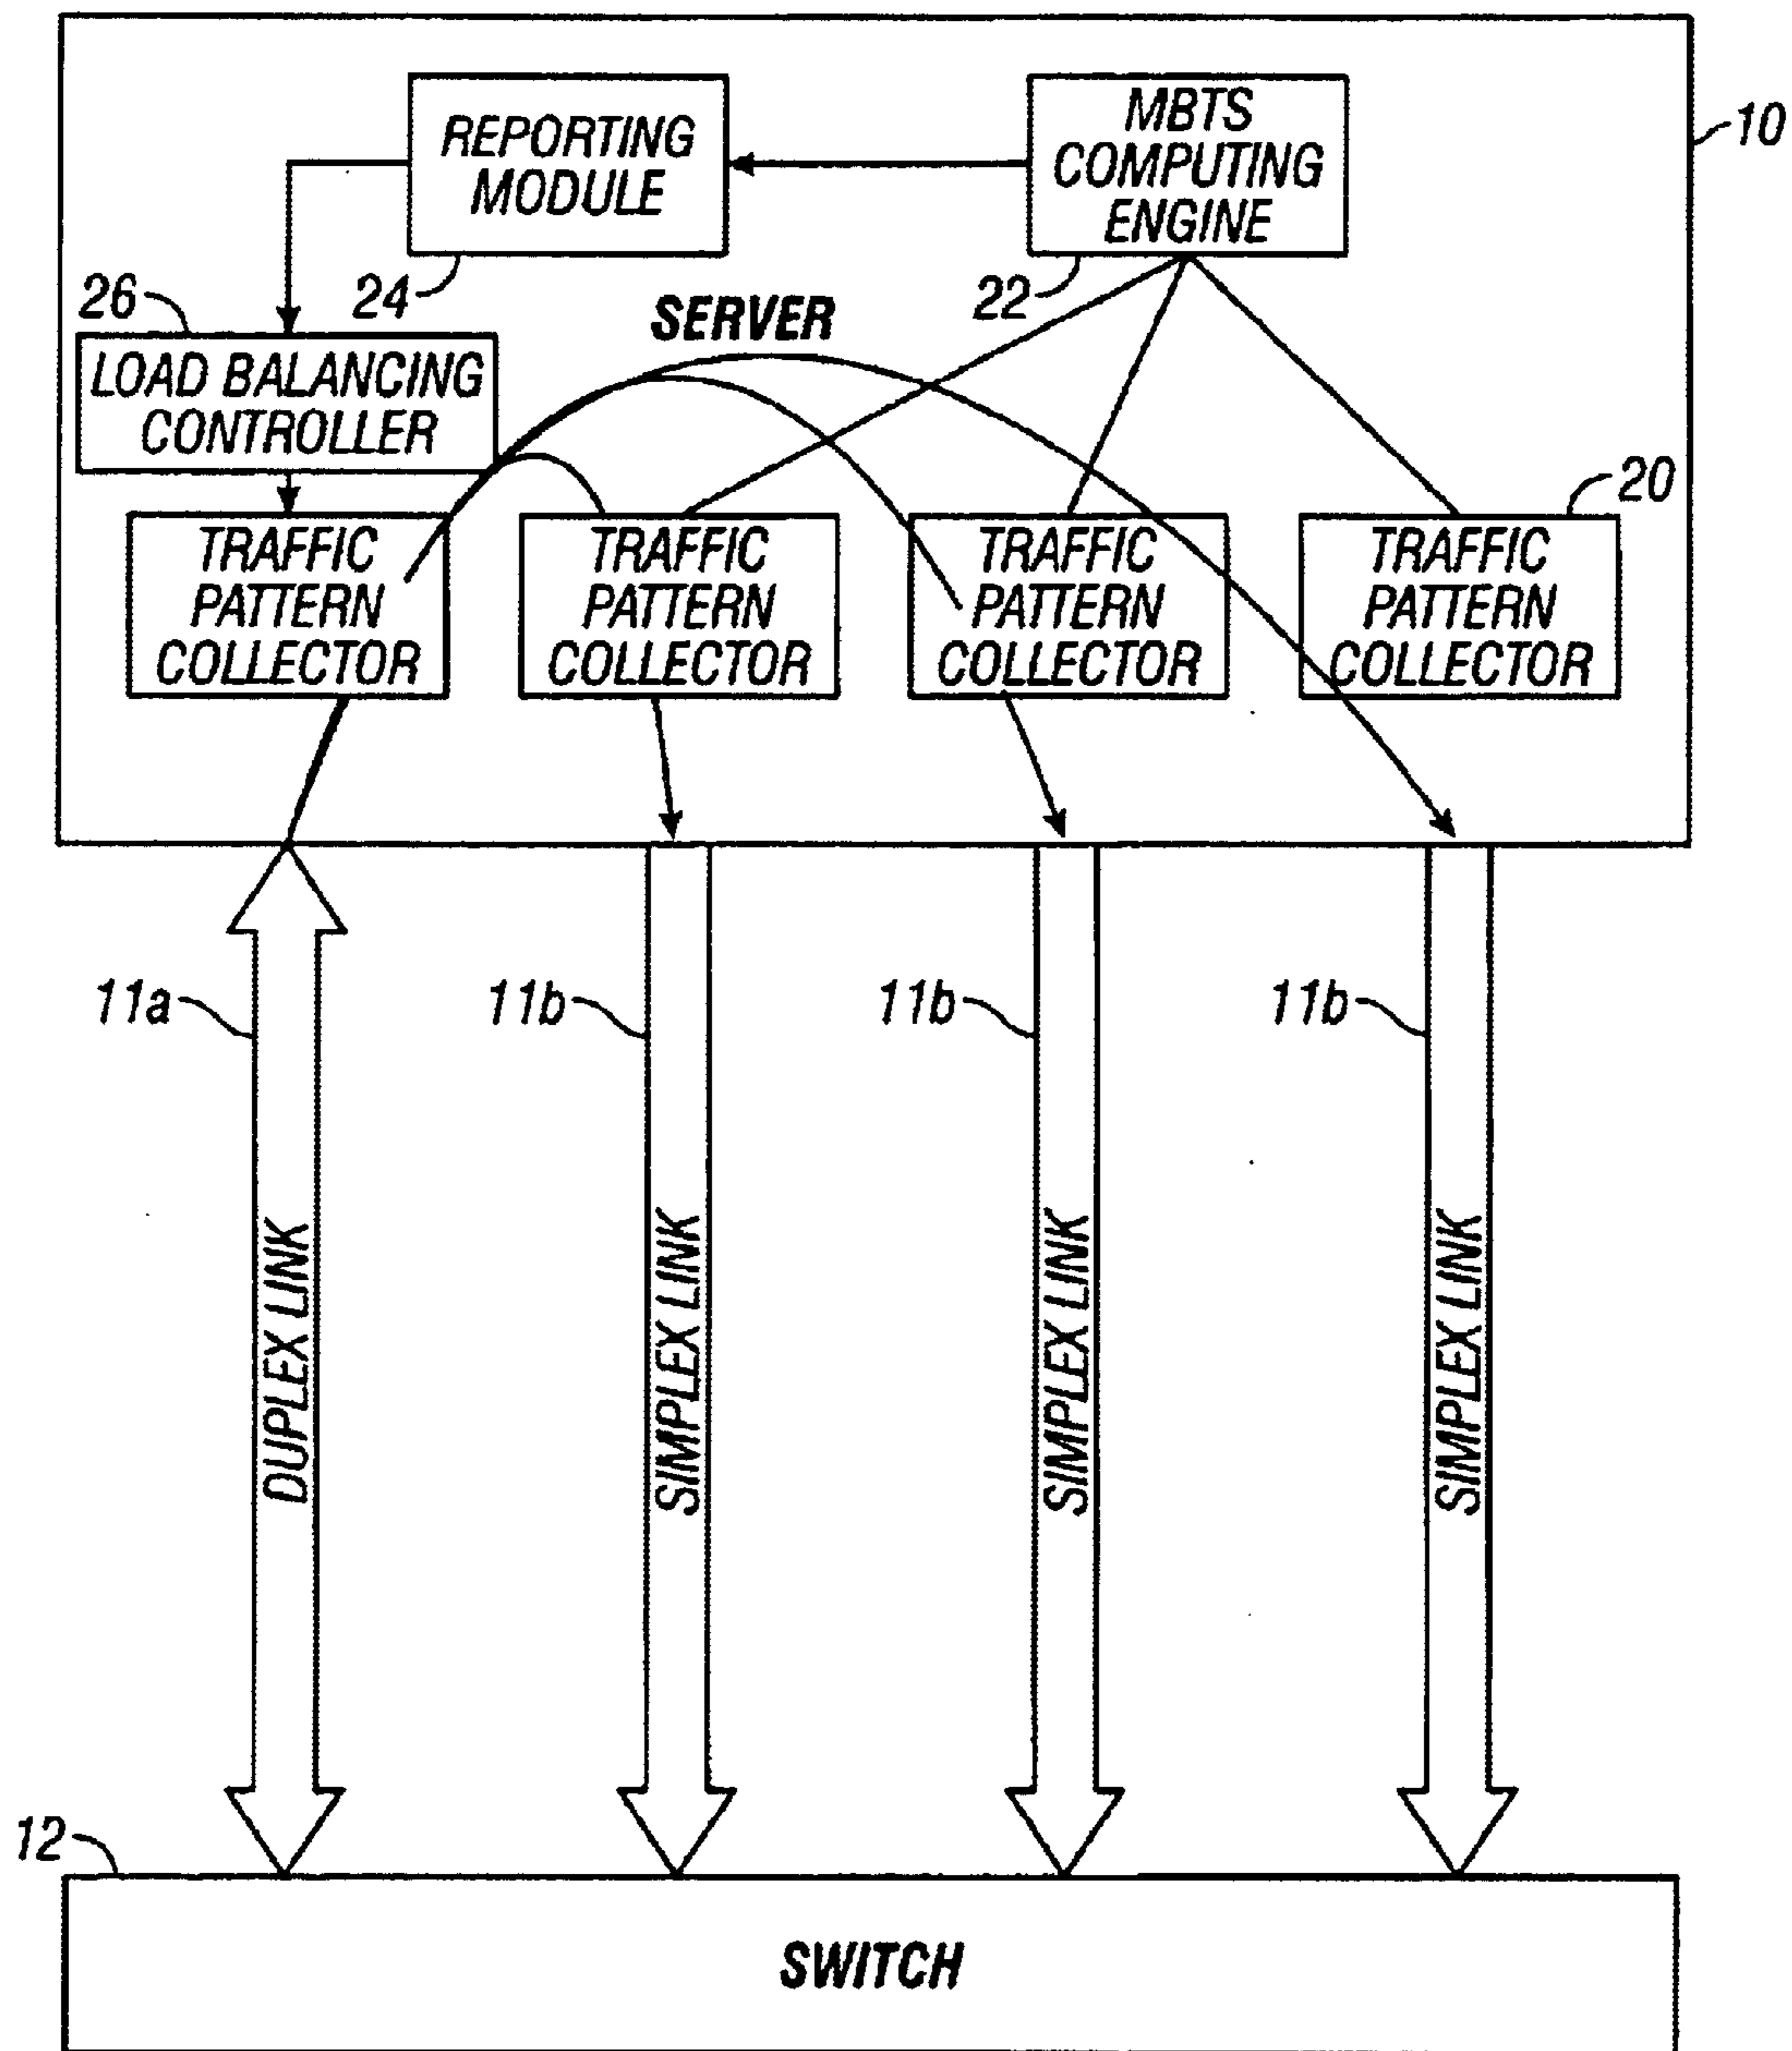 REPORTING
MODULE
MBTS
COMPUTING
ENGINE
10
26
24
22
SERVER
LOAD BALANCING
CONTROLLER
20
TRAFFIC
PATTERN
COLLECTOR
TRAFFIC
PATTERN
COLLECTOR
TRAFFIC
PATTERN
COLLECTOR
TRAFFIC
PATTERN
COLLECTOR
11a
11b
11b
11b
DUPLEX LINK
SIMPLEX LINK
SIMPLEX LINK
SIMPLEX LINK
12
SWITCH